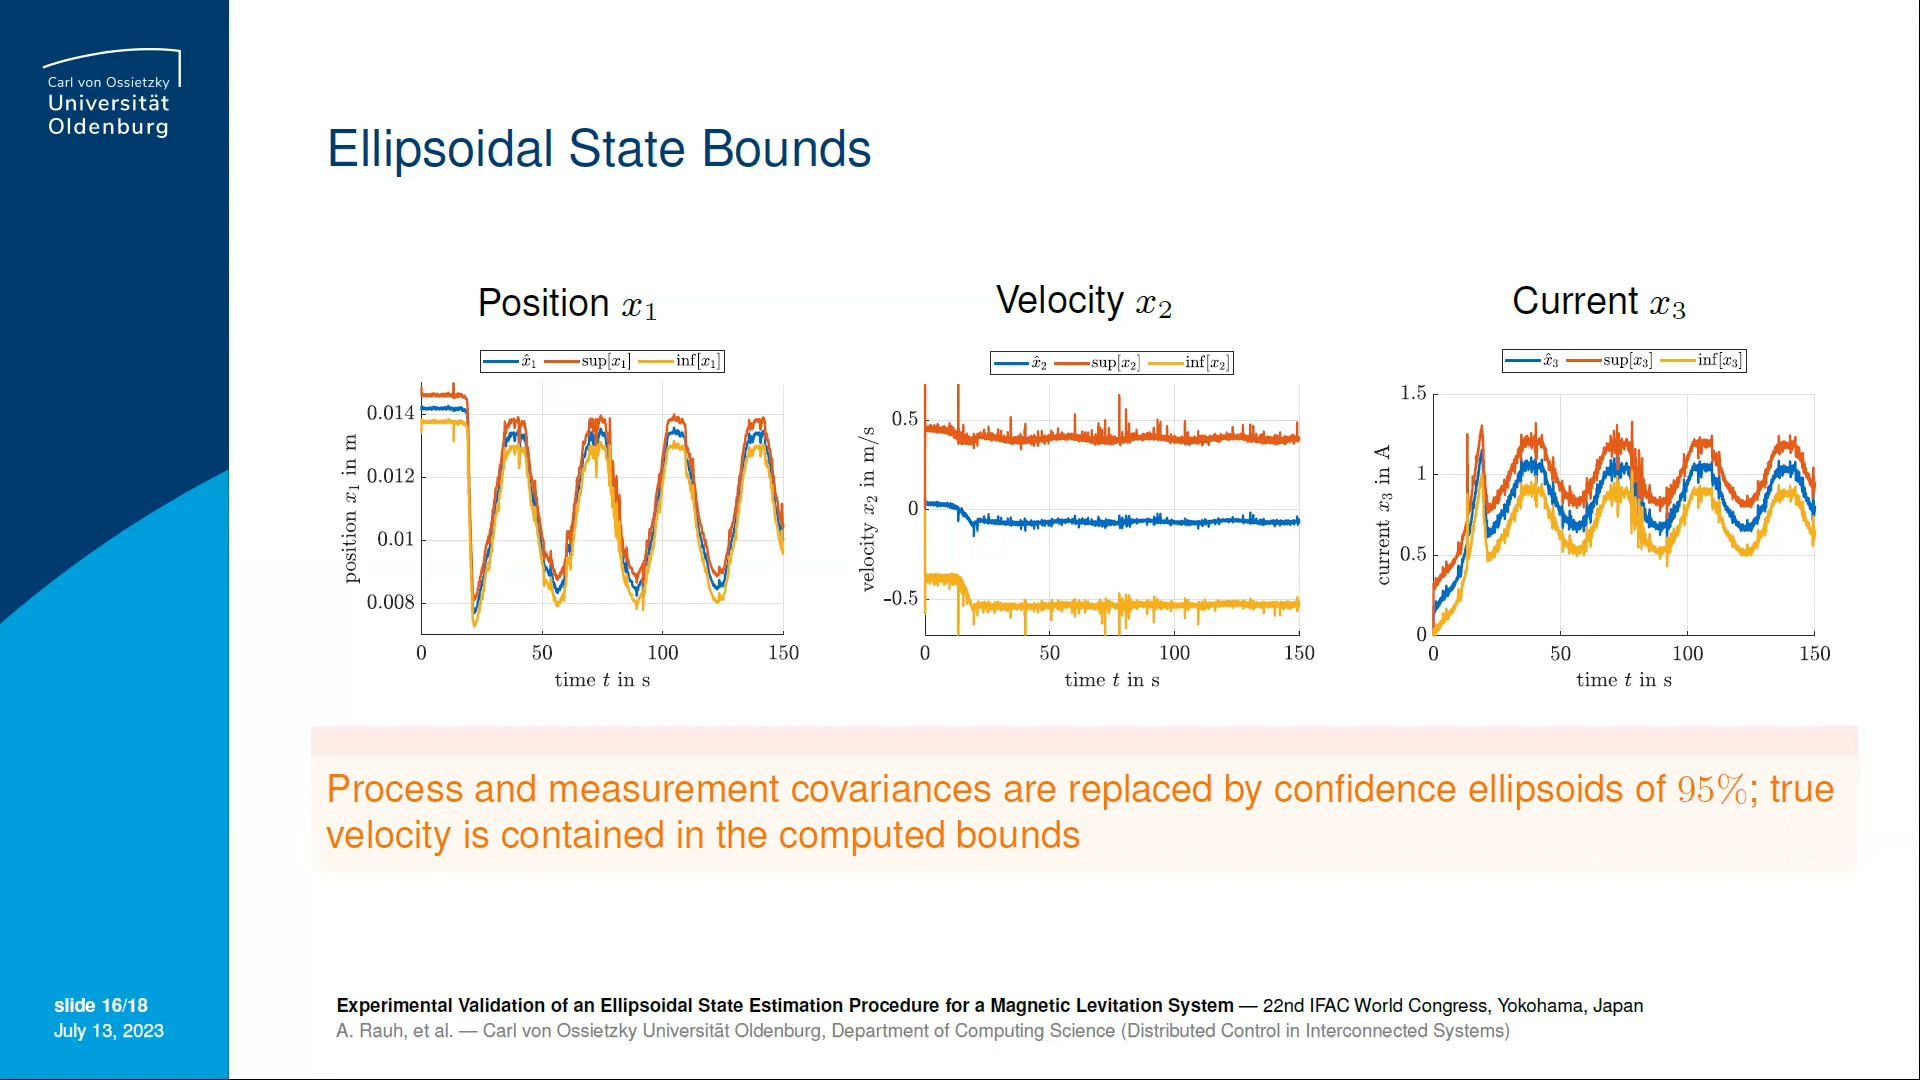 Carl von Ossietzky
Universität
Oldenburg
Ellipsoidal State Bounds
Position x₁
x̂₁ sup[x₁] inf[x₁]
position x₁ in m
0.014
0.012
0.01
0.008
0 50 100 150
time t in s
Velocity x₂
x̂₂ sup[x₂] inf[x₂]
velocity x₂ in m/s
0.5
0
-0.5
0 50 100 150
time t in s
Current x₃
x̂₃ sup[x₃] inf[x₃]
current x₃ in A
1.5
1
0.5
0
0 50 100 150
time t in s
Process and measurement covariances are replaced by confidence ellipsoids of 95%; true
velocity is contained in the computed bounds
slide 16/18
July 13, 2023
Experimental Validation of an Ellipsoidal State Estimation Procedure for a Magnetic Levitation System — 22nd IFAC World Congress, Yokohama, Japan
A. Rauh, et al. — Carl von Ossietzky Universität Oldenburg, Department of Computing Science (Distributed Control in Interconnected Systems)